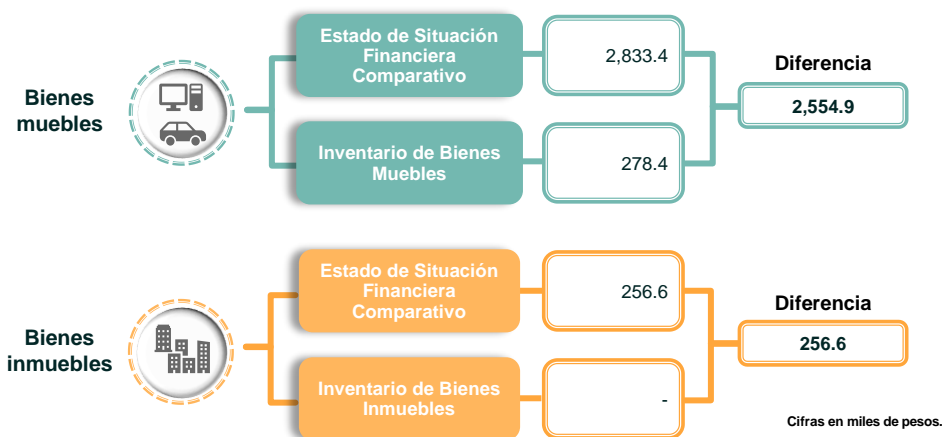 Bienes
muebles
Estado de Situación
Financiera
Comparativo
2,833.4
Inventario de Bienes
Muebles
278.4
Diferencia
2,554.9
Bienes
inmuebles
Estado de Situación
Financiera
Comparativo
256.6
Inventario de Bienes
Inmuebles
-
Diferencia
256.6
Cifras en miles de pesos.